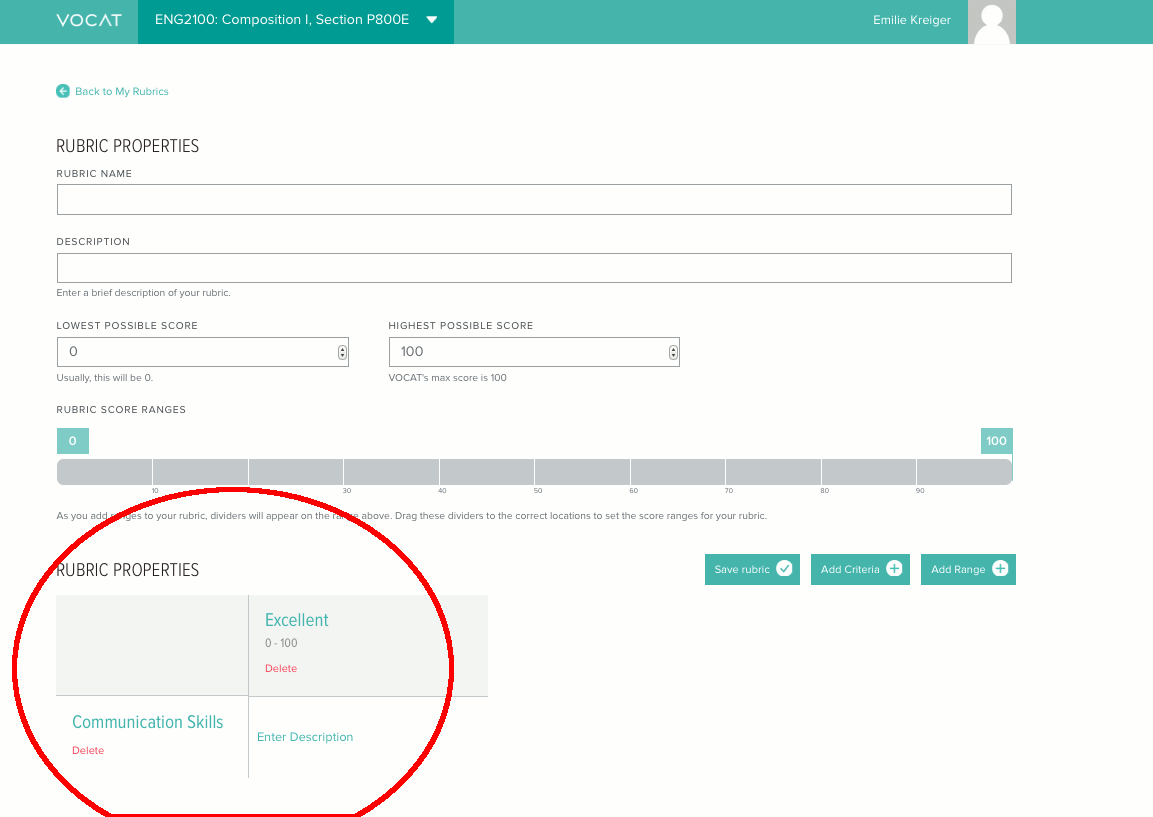 VOCAT
ENG2100: Composition I, Section P800E
Emilie Kreiger
Back to My Rubrics
RUBRIC PROPERTIES
RUBRIC NAME
DESCRIPTION
Enter a brief description of your rubric.
LOWEST POSSIBLE SCORE HIGHEST POSSIBLE SCORE
0 100
Usually, this will be 0. VOCAT's max score is 100
RUBRIC SCORE RANGES
0 100
10 30 40 50 60 70 80 90
As you add ranges to your rubric, dividers will appear on the range above. Drag these dividers to the correct locations to set the score ranges for your rubric.
RUBRIC PROPERTIES
Save rubric Add Criteria Add Range
Excellent
0 - 100
Delete
Communication Skills
Enter Description
Delete